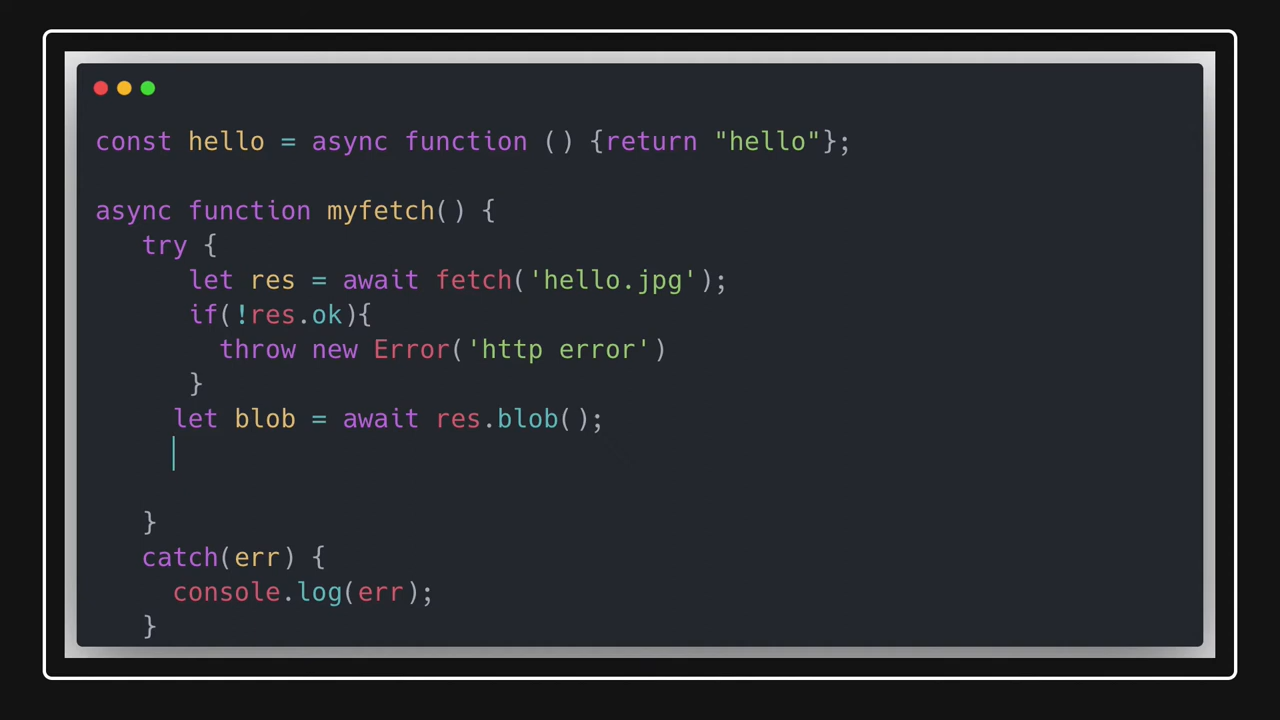 const hello = async function () {return "hello"};
async function myfetch() {
try {
let res = await fetch('hello.jpg');
if(!res.ok){
throw new Error('http error')
}
let blob = await res.blob();
}
catch(err) {
console.log(err);
}